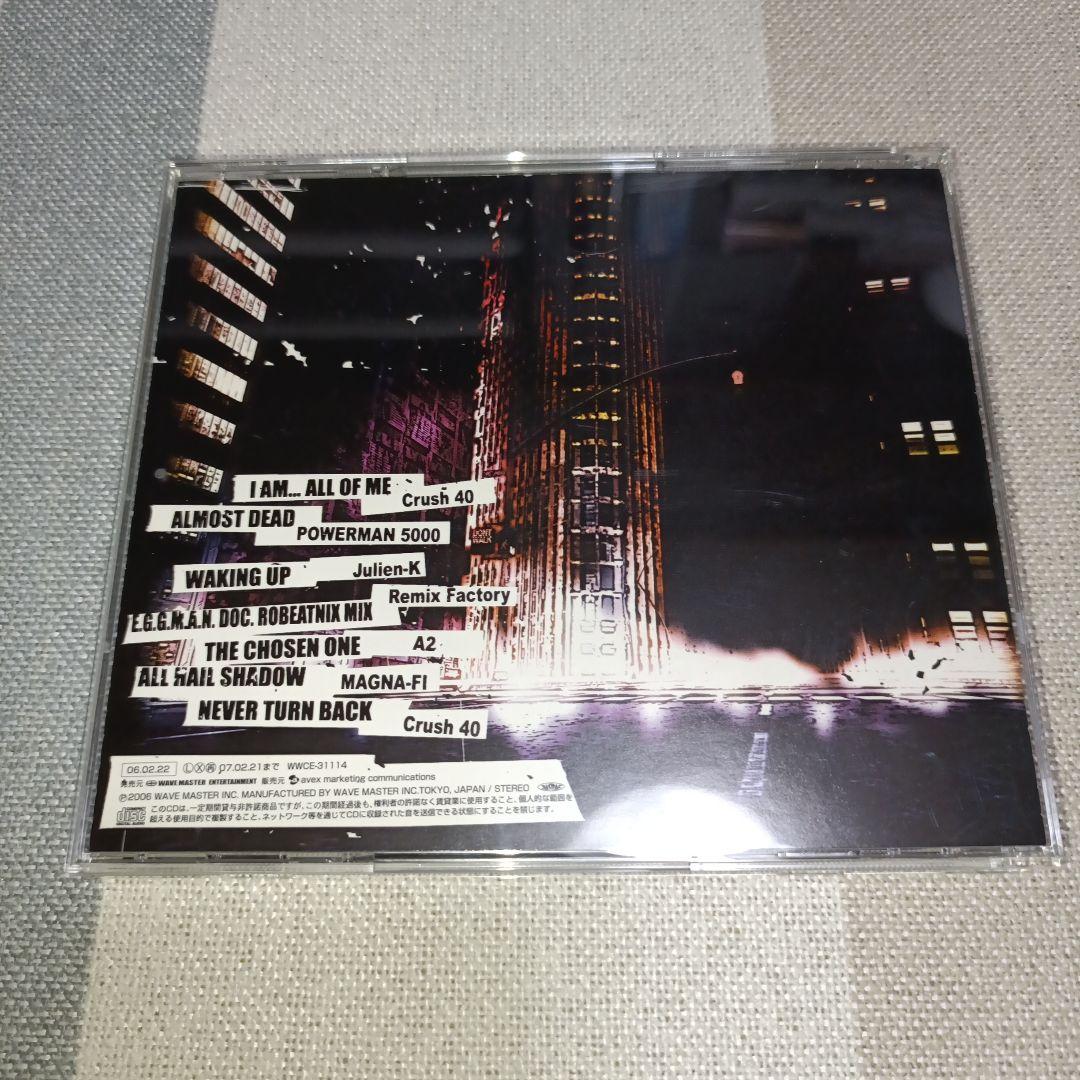 I AM... ALL OF ME
Crush 40
ALMOST DEAD
POWERMAN 5000
WAKING UP
Julien-K
Remix Factory
E.G.G.M.A.N. DOC. ROBEATNIX MIX
THE CHOSEN ONE
A2
ALL HAIL SHADOW
MAGNA-FI
NEVER TURN BACK
Crush 40
DONT
WALK
06.02.22 Ⓛ Ⓧ ㊢ 07.02.21まで WWCE-31114
発売元 WAVE MASTER ENTERTAINMENT 販売元 avex marketing communications
℗2006 WAVE MASTER INC. MANUFACTURED BY WAVE MASTER INC.TOKYO, JAPAN / STEREO
このCDは、一定期間貸与非許諾商品ですが、この期間経過後も、権利者の許諾なく賃貸業に使用すること、個人的な範囲を
超える使用目的で複製すること、ネットワーク等を通じてCDに収録された音を送信できる状態にすることを禁じます。
COMPACT
disc
DIGITAL AUDIO